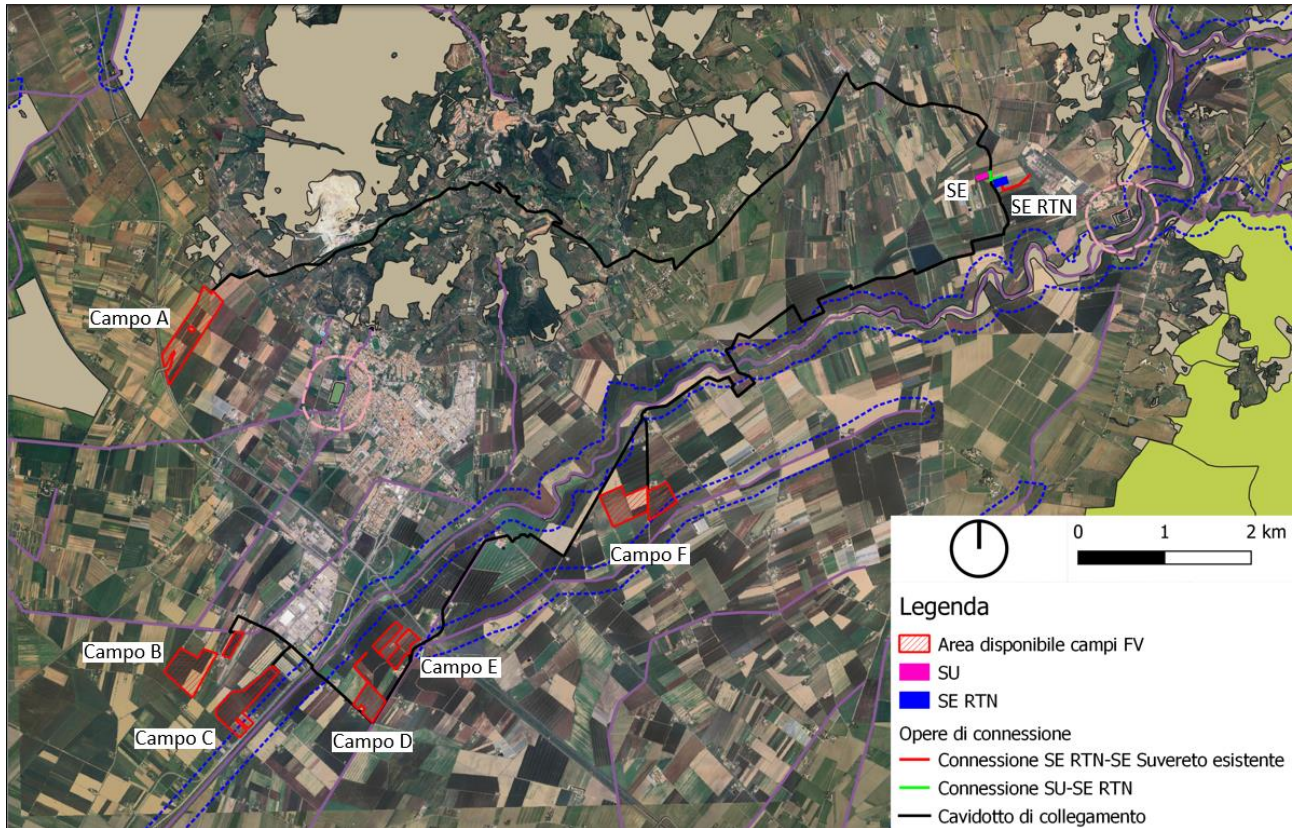 SE
SE RTN
Campo A
Campo F
Campo B
Campo E
Campo C
Campo D
0 1 2 km
Legenda
Area disponibile campi FV
SU
SE RTN
Opere di connessione
Connessione SE RTN-SE Suvereto esistente
Connessione SU-SE RTN
Cavidotto di collegamento